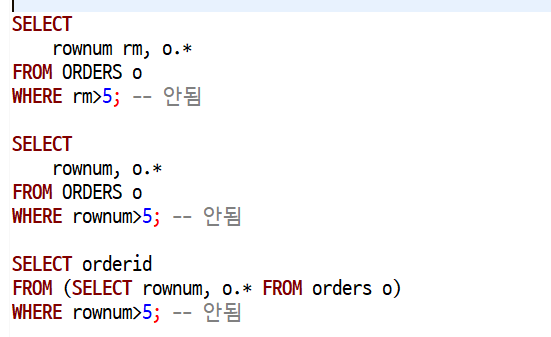 SELECT
rownum rm, o.*
FROM ORDERS o
WHERE rm>5; -- 안됨
SELECT
rownum, o.*
FROM ORDERS o
WHERE rownum>5; -- 안됨
SELECT orderid
FROM (SELECT rownum, o.* FROM orders o)
WHERE rownum>5; -- 안됨